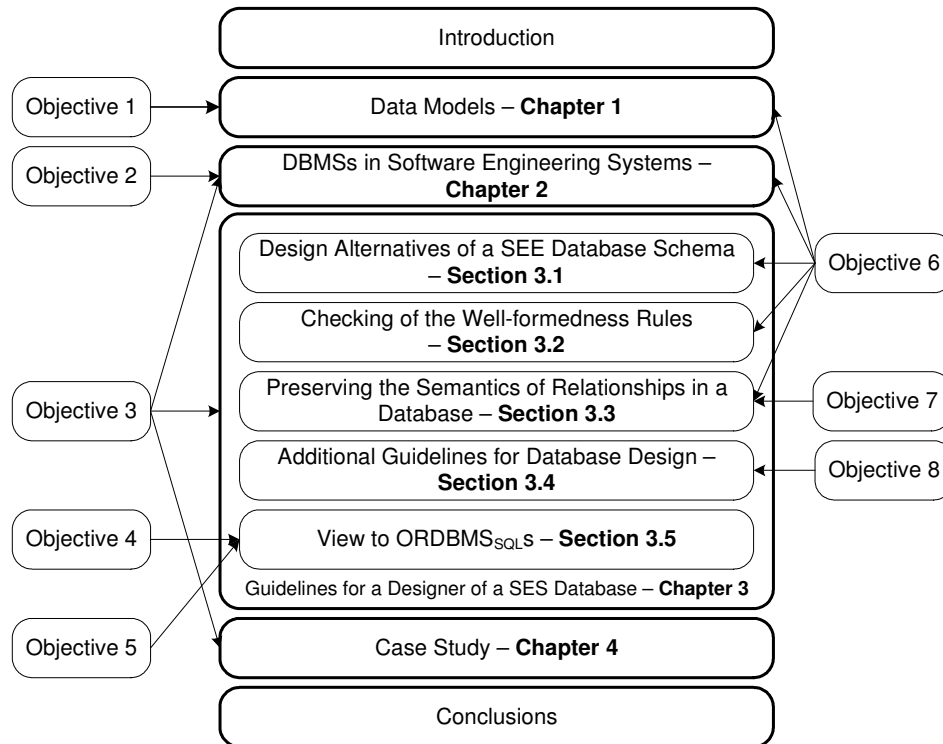 Introduction
Objective 1
Data Models – Chapter 1
Objective 2
DBMSs in Software Engineering Systems –
Chapter 2
Design Alternatives of a SEE Database Schema
– Section 3.1
Objective 6
Checking of the Well-formedness Rules
– Section 3.2
Objective 3
Preserving the Semantics of Relationships in a
Database – Section 3.3
Objective 7
Additional Guidelines for Database Design –
Section 3.4
Objective 8
Objective 4
View to ORDBMSSQLs – Section 3.5
Guidelines for a Designer of a SES Database – Chapter 3
Objective 5
Case Study – Chapter 4
Conclusions